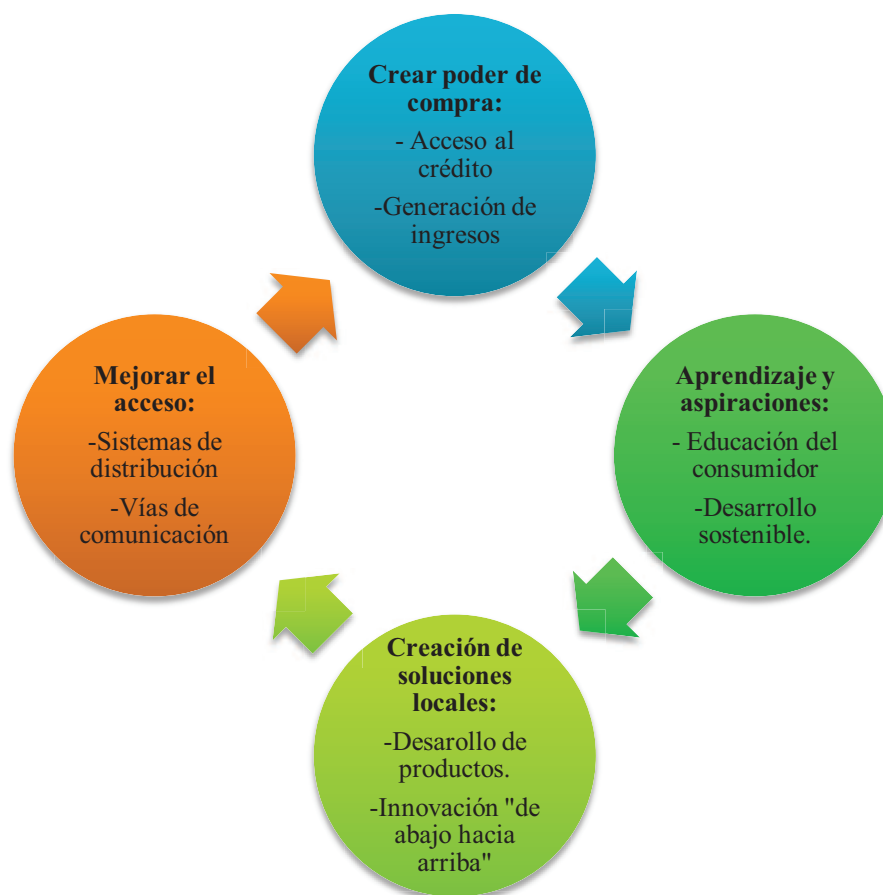 Crear poder de
compra:
- Acceso al
crédito
-Generación de
ingresos
Aprendizaje y
aspiraciones:
- Educación del
consumidor
-Desarrollo
sostenible.
Creación de
soluciones
locales:
-Desarollo de
productos.
-Innovación "de
abajo hacia
arriba"
Mejorar el
acceso:
-Sistemas de
distribución
-Vías de
comunicación